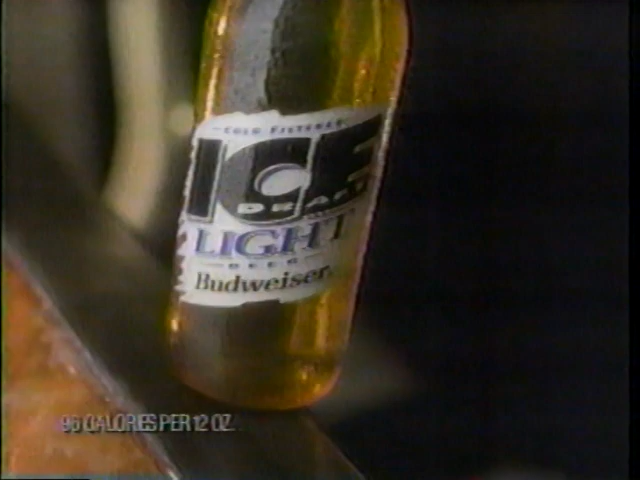 COLD FILTERED
ICE
DRAFT
LIGHT
BEER
Budweiser
96 CALORIES PER 12 OZ.